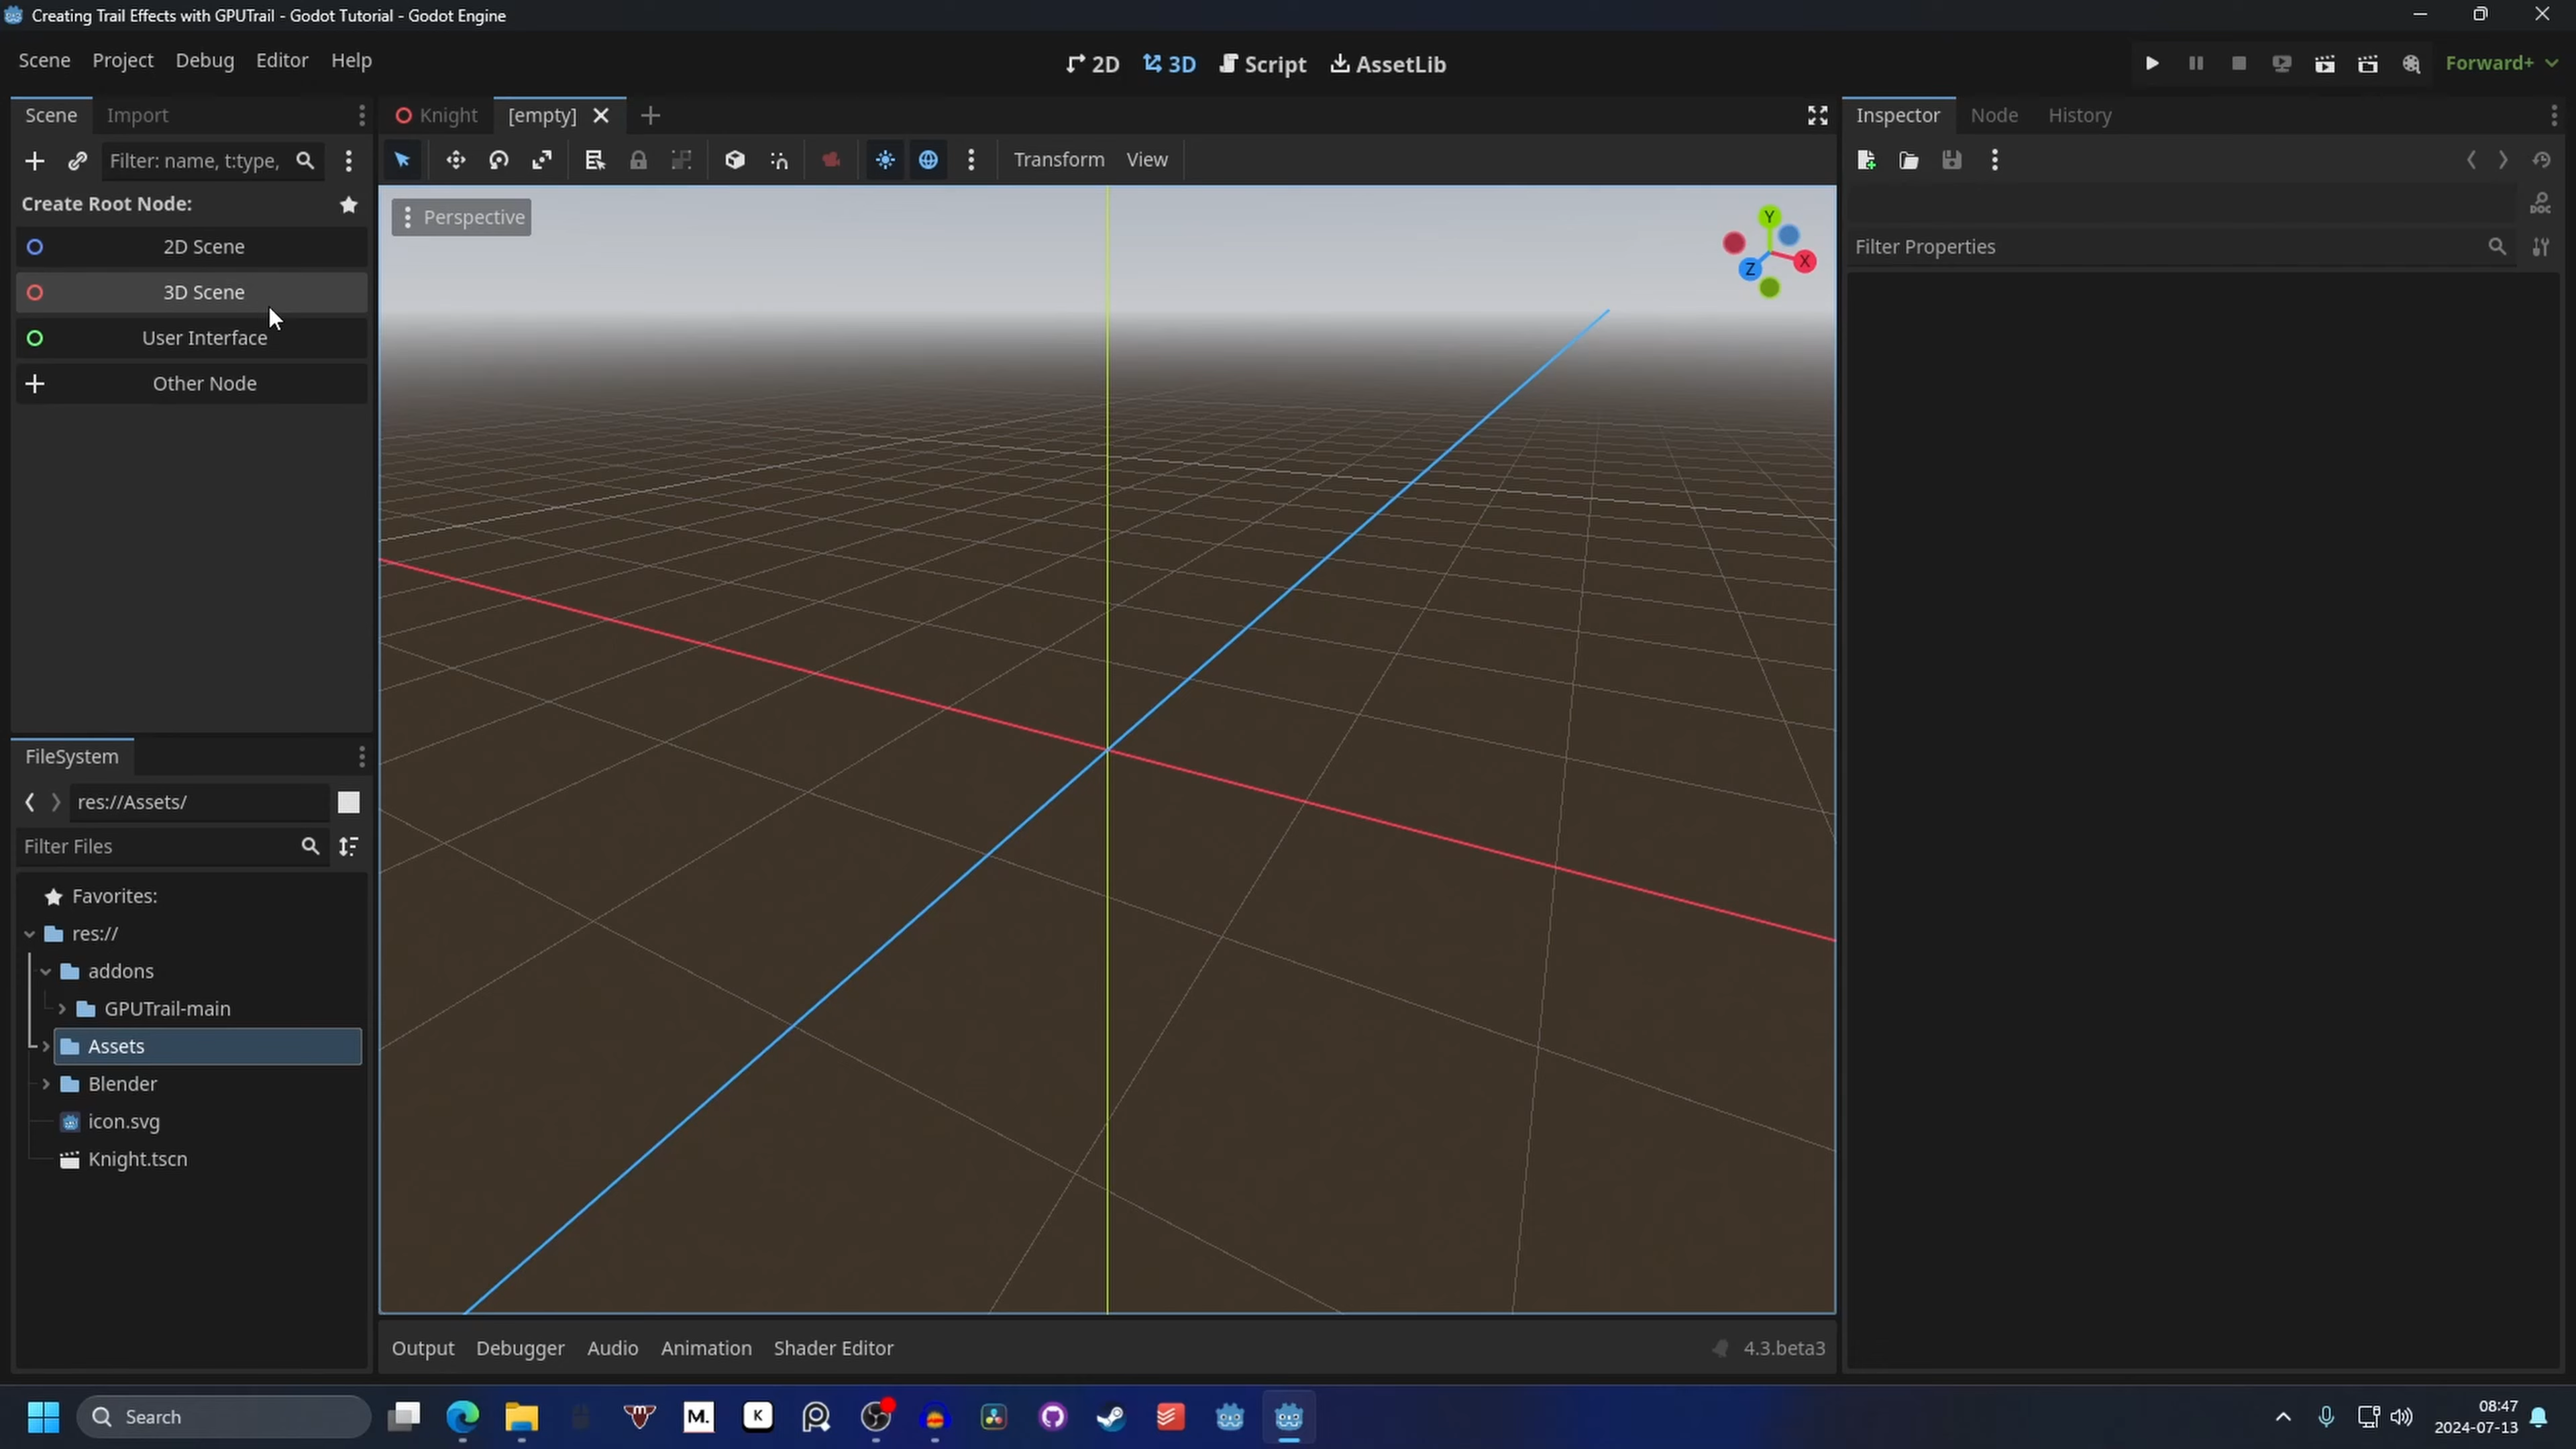 Creating Trail Effects with GPUTrail - Godot Tutorial - Godot Engine
Scene Project Debug Editor Help
2D 3D Script AssetLib
Forward+
Scene Import
Knight [empty]
Inspector Node History
Filter: name, t:type,
Transform View
Create Root Node:
2D Scene
3D Scene
User Interface
Other Node
Perspective
Y
X
Z
DOC
Filter Properties
FileSystem
res://Assets/
Filter Files
Favorites:
res://
addons
GPUTrail-main
Assets
Blender
icon.svg
Knight.tscn
Output Debugger Audio Animation Shader Editor
4.3.beta3
Search
M.
K
08:47
2024-07-13